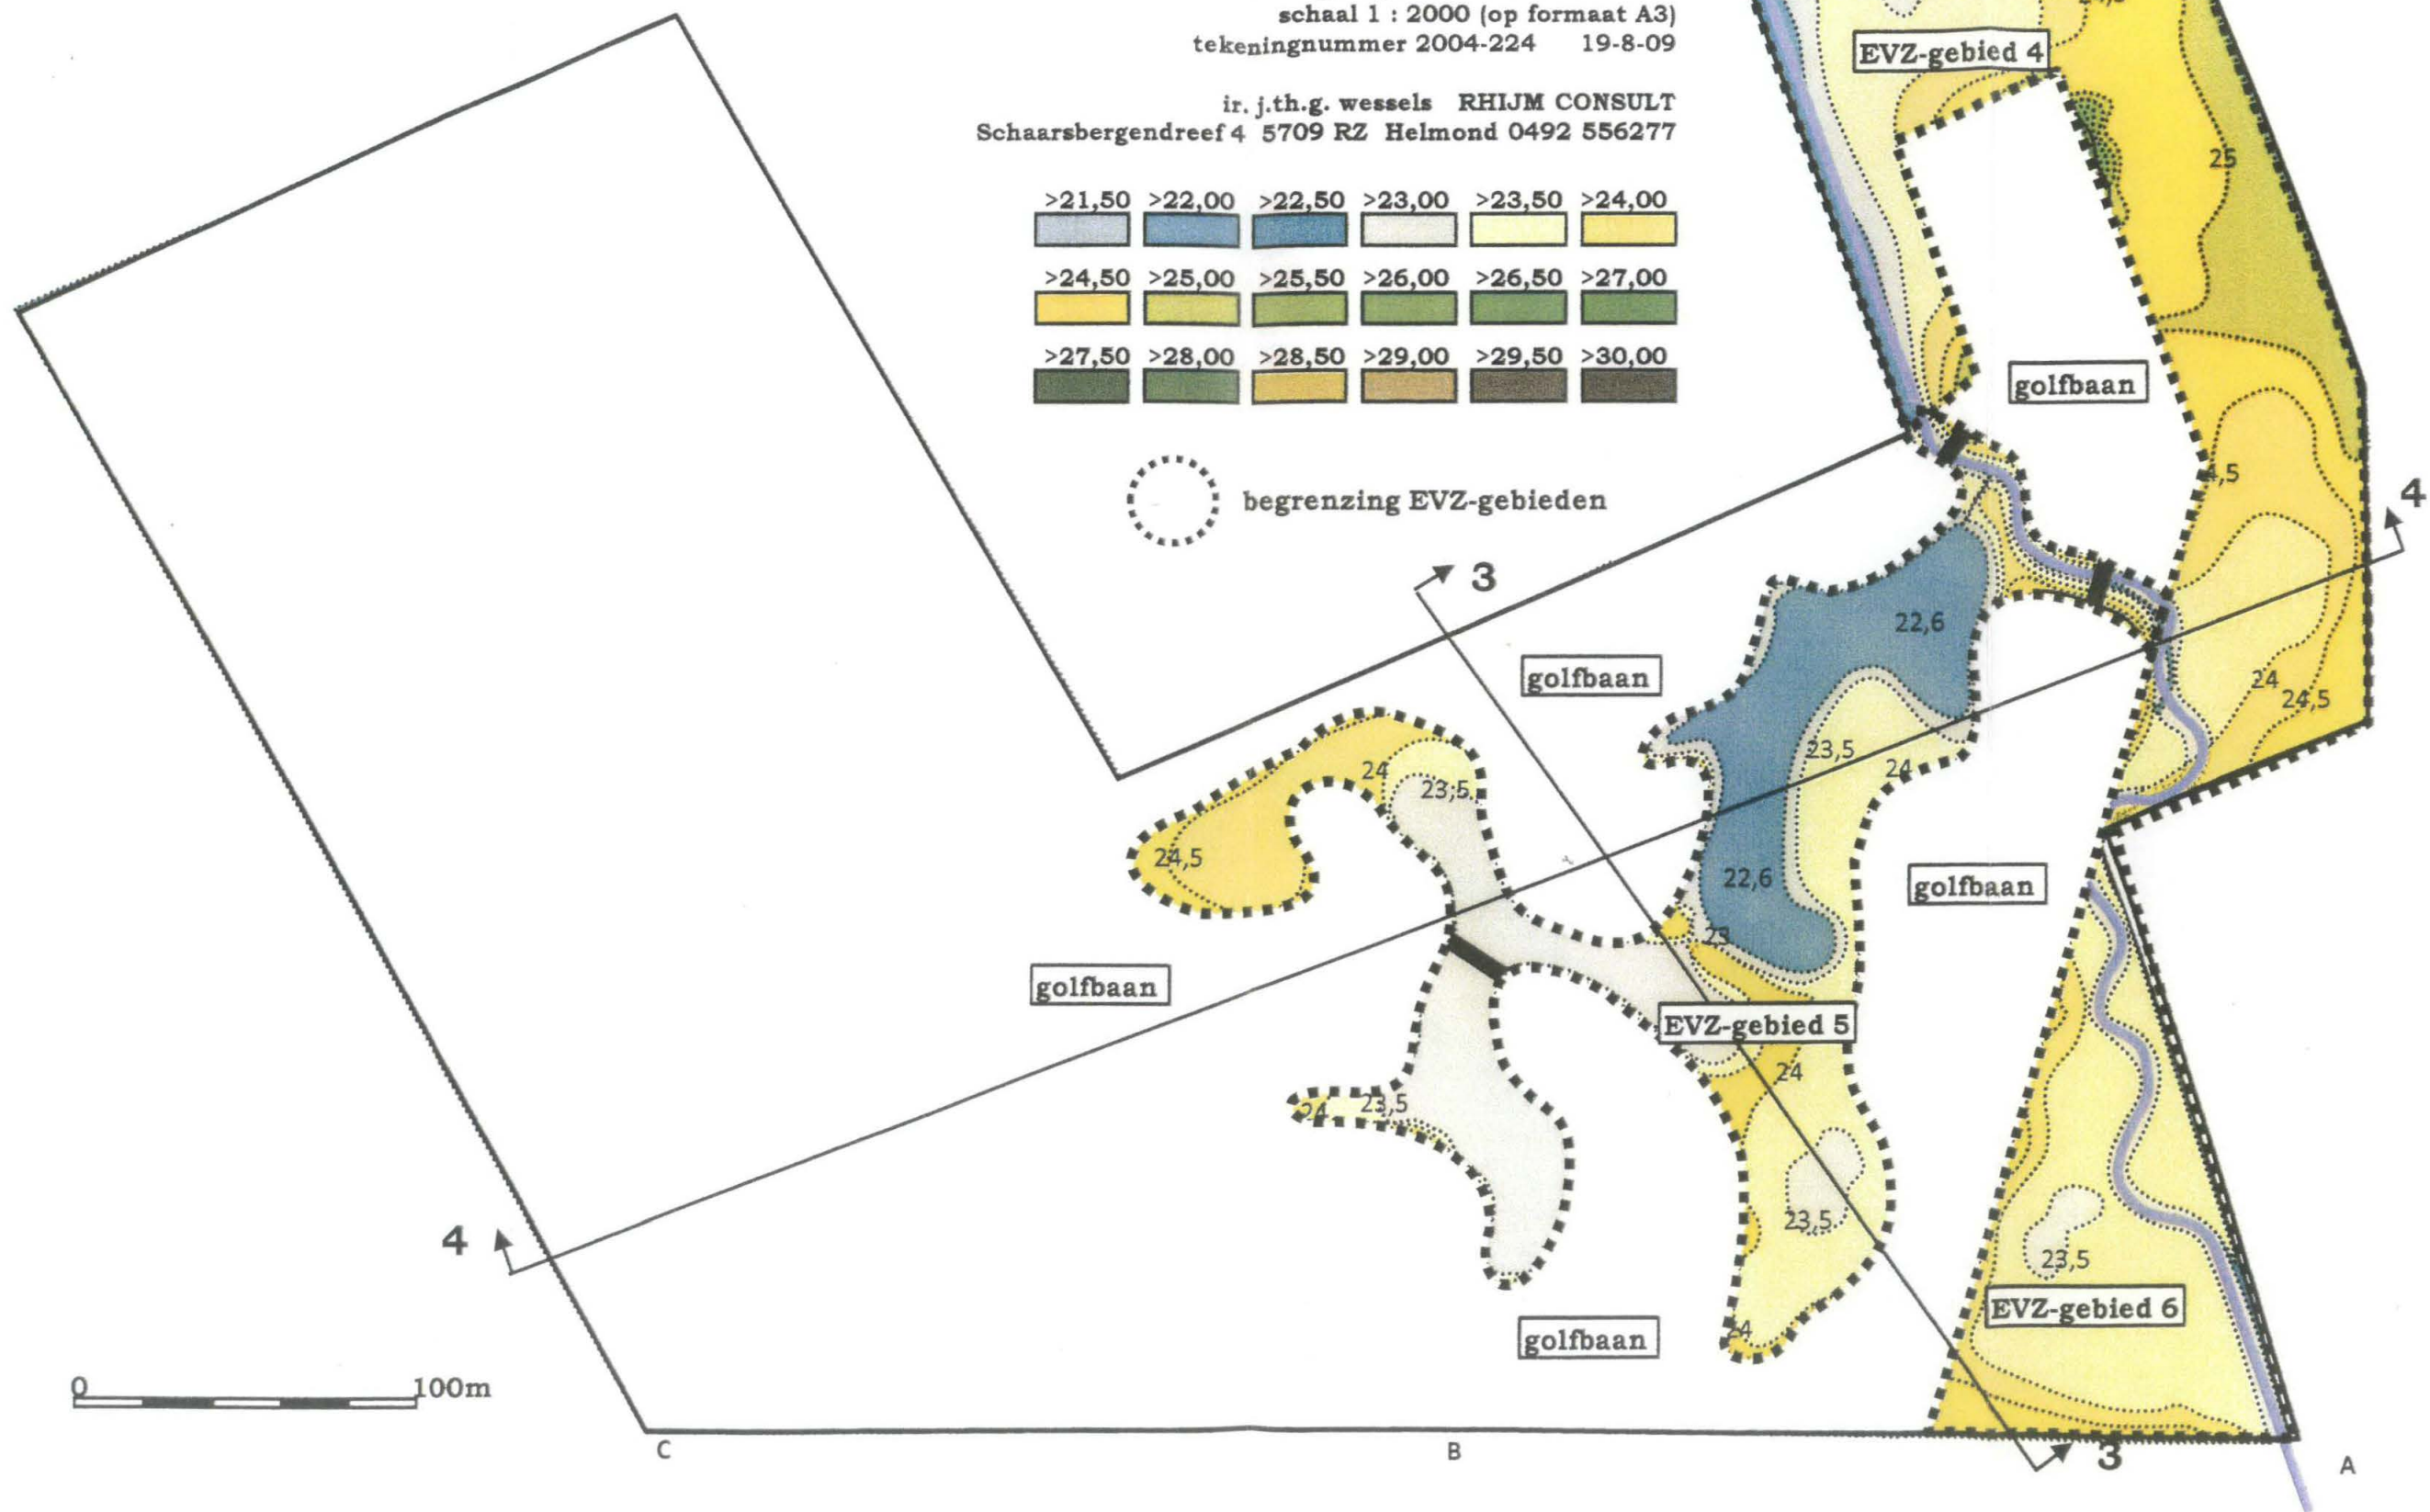 schaal 1 : 2000 (op formaat A3)
tekeningnummer 2004-224 19-8-09
ir. j.th.g. wessels RHIJM CONSULT
Schaarsbergendreef 4 5709 RZ Helmond 0492 556277
>21,50 >22,00 >22,50 >23,00 >23,50 >24,00
>24,50 >25,00 >25,50 >26,00 >26,50 >27,00
>27,50 >28,00 >28,50 >29,00 >29,50 >30,00
begrenzing EVZ-gebieden
EVZ-gebied 4
25
golfbaan
4,5
4
3
22,6
golfbaan
24
24,5
23,5
24
24
23,5
24,5
22,6
golfbaan
23
golfbaan
EVZ-gebied 5
24
24
23,5
23,5
4
23,5
EVZ-gebied 6
24
golfbaan
0
100m
C
B
3
A